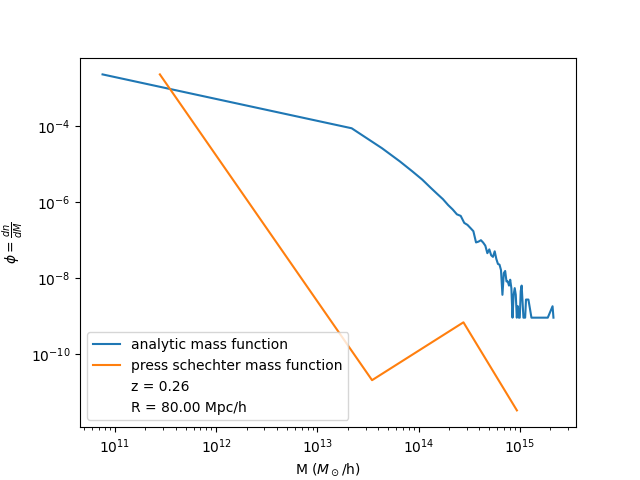 10⁻⁴
10⁻⁶
10⁻⁸
10⁻¹⁰
ϕ = dn/dM
analytic mass function
press schechter mass function
z = 0.26
R = 80.00 Mpc/h
10¹¹ 10¹² 10¹³ 10¹⁴ 10¹⁵
M (M⊙/h)